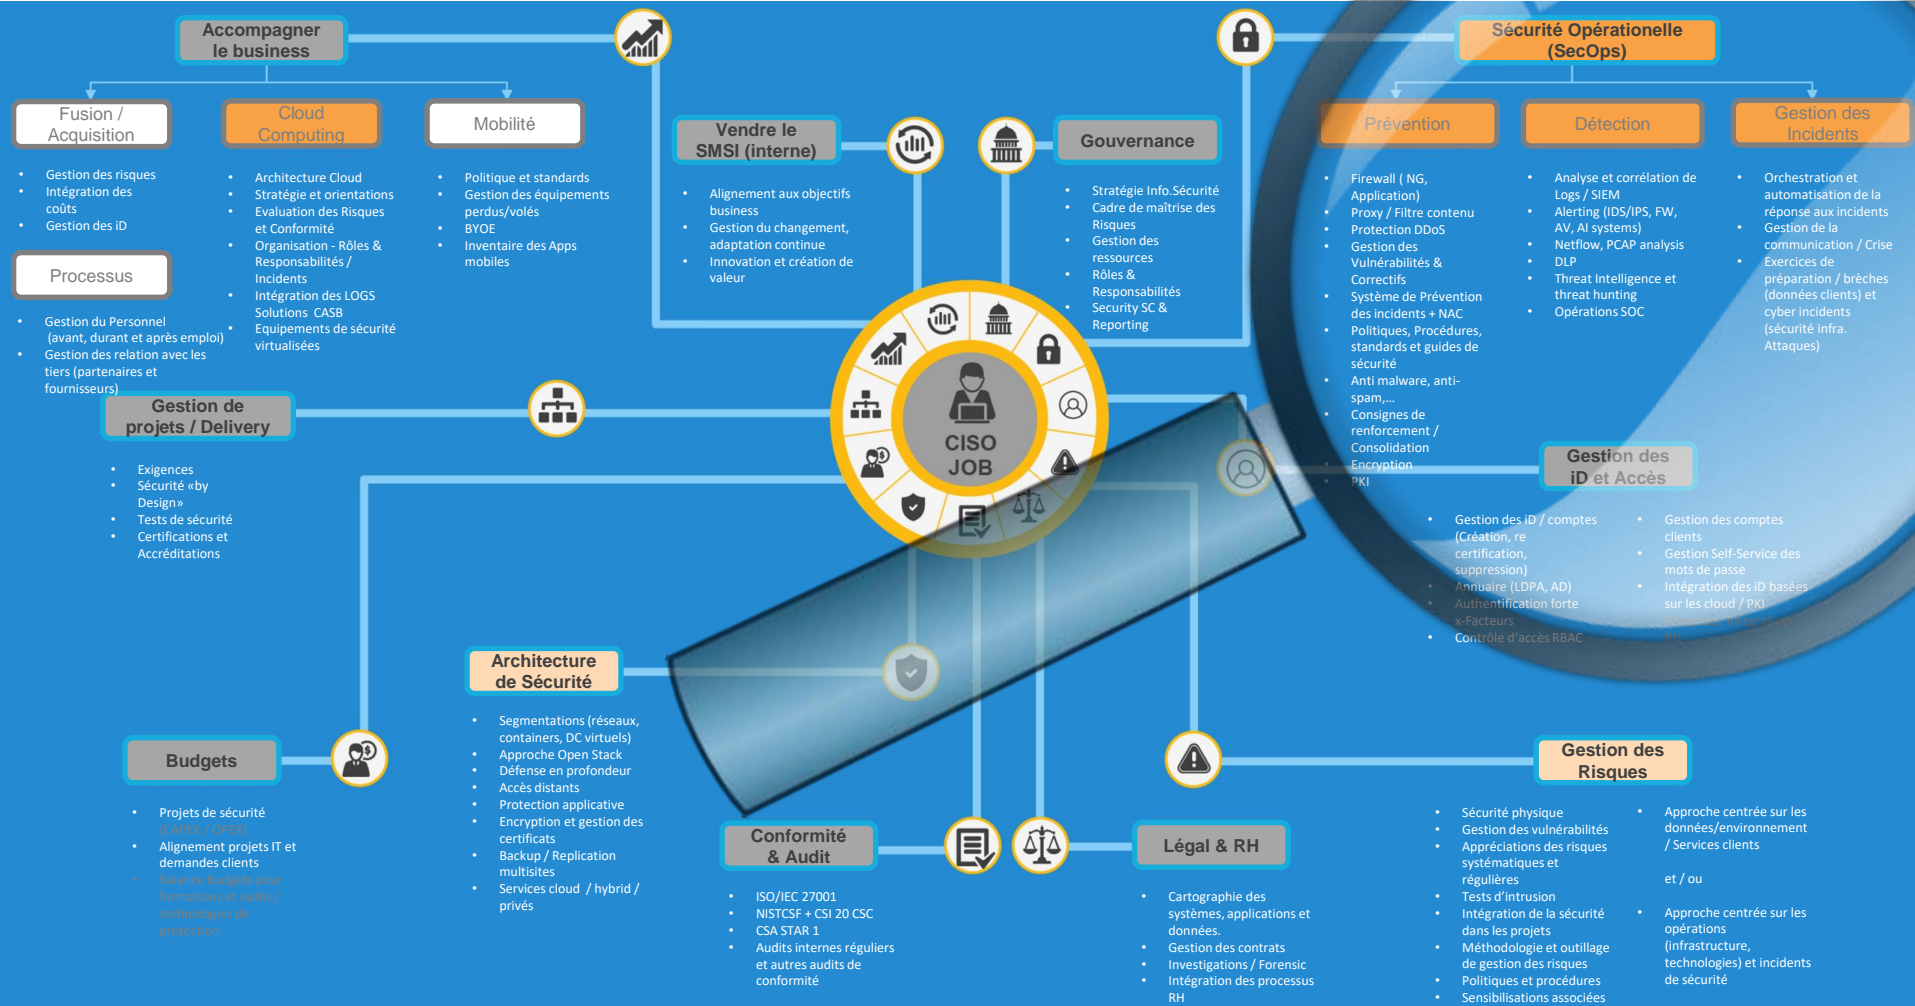 Accompagner
le business
Fusion /
Acquisition
• Gestion des risques
• Intégration des
coûts
• Gestion des iD
Processus
• Gestion du Personnel
(avant, durant et après emploi)
• Gestion des relation avec les
tiers (partenaires et
fournisseurs)
Cloud
Computing
• Architecture Cloud
• Stratégie et orientations
• Evaluation des Risques
et Conformité
• Organisation - Rôles &
Responsabilités /
Incidents
• Intégration des LOGS
Solutions CASB
• Equipements de sécurité
virtualisées
Mobilité
• Politique et standards
• Gestion des équipements
perdus/volés
• BYOE
• Inventaire des Apps
mobiles
Vendre le
SMSI (interne)
• Alignement aux objectifs
business
• Gestion du changement,
adaptation continue
• Innovation et création de
valeur
Gouvernance
• Stratégie Info.Sécurité
• Cadre de maîtrise des
Risques
• Gestion des
ressources
• Rôles &
Responsabilités
• Security SC &
Reporting
Sécurité Opérationelle
(SecOps)
Prévention
• Firewall ( NG,
Application)
• Proxy / Filtre contenu
• Protection DDoS
• Gestion des
Vulnérabilités &
Correctifs
• Système de Prévention
des incidents + NAC
• Politiques, Procédures,
standards et guides de
sécurité
• Anti malware, anti-
spam,...
• Consignes de
renforcement /
Consolidation
• Encryption
• PKI
Détection
• Analyse et corrélation de
Logs / SIEM
• Alerting (IDS/IPS, FW,
AV, AI systems)
• Netflow, PCAP analysis
• DLP
• Threat Intelligence et
threat hunting
• Opérations SOC
Gestion des
Incidents
• Orchestration et
automatisation de la
réponse aux incidents
• Gestion de la
communication / Crise
• Exercices de
préparation / brèches
(données clients) et
cyber incidents
(sécurité infra.
Attaques)
CISO
JOB
Gestion de
projets / Delivery
• Exigences
• Sécurité «by
Design»
• Tests de sécurité
• Certifications et
Accréditations
Gestion des
iD et Accès
• Gestion des iD / comptes
(Création, re
certification,
suppression)
• Annuaire (LDPA, AD)
• Authentification forte
x-Facteurs
• Contrôle d'accès RBAC
• Gestion des comptes
clients
• Gestion Self-Service des
mots de passe
• Intégration des iD basées
sur les cloud / PKI
Architecture
de Sécurité
• Segmentations (réseaux,
containers, DC virtuels)
• Approche Open Stack
• Défense en profondeur
• Accès distants
• Protection applicative
• Encryption et gestion des
certificats
• Backup / Replication
multisites
• Services cloud / hybrid /
privés
Budgets
• Projets de sécurité
(CAPEX / OPEX)
• Alignement projets IT et
demandes clients
• Balance budgets pour
formations et outils /
technologies de
protection
Conformité
& Audit
• ISO/IEC 27001
• NISTCSF + CSI 20 CSC
• CSA STAR 1
• Audits internes réguliers
et autres audits de
conformité
Légal & RH
• Cartographie des
systèmes, applications et
données.
• Gestion des contrats
• Investigations / Forensic
• Intégration des processus
RH
Gestion des
Risques
• Sécurité physique
• Gestion des vulnérabilités
• Appréciations des risques
systématiques et
régulières
• Tests d'intrusion
• Intégration de la sécurité
dans les projets
• Méthodologie et outillage
de gestion des risques
• Politiques et procédures
• Sensibilisations associées
• Approche centrée sur les
données/environnement
/ Services clients
et / ou
• Approche centrée sur les
opérations
(infrastructure,
technologies) et incidents
de sécurité